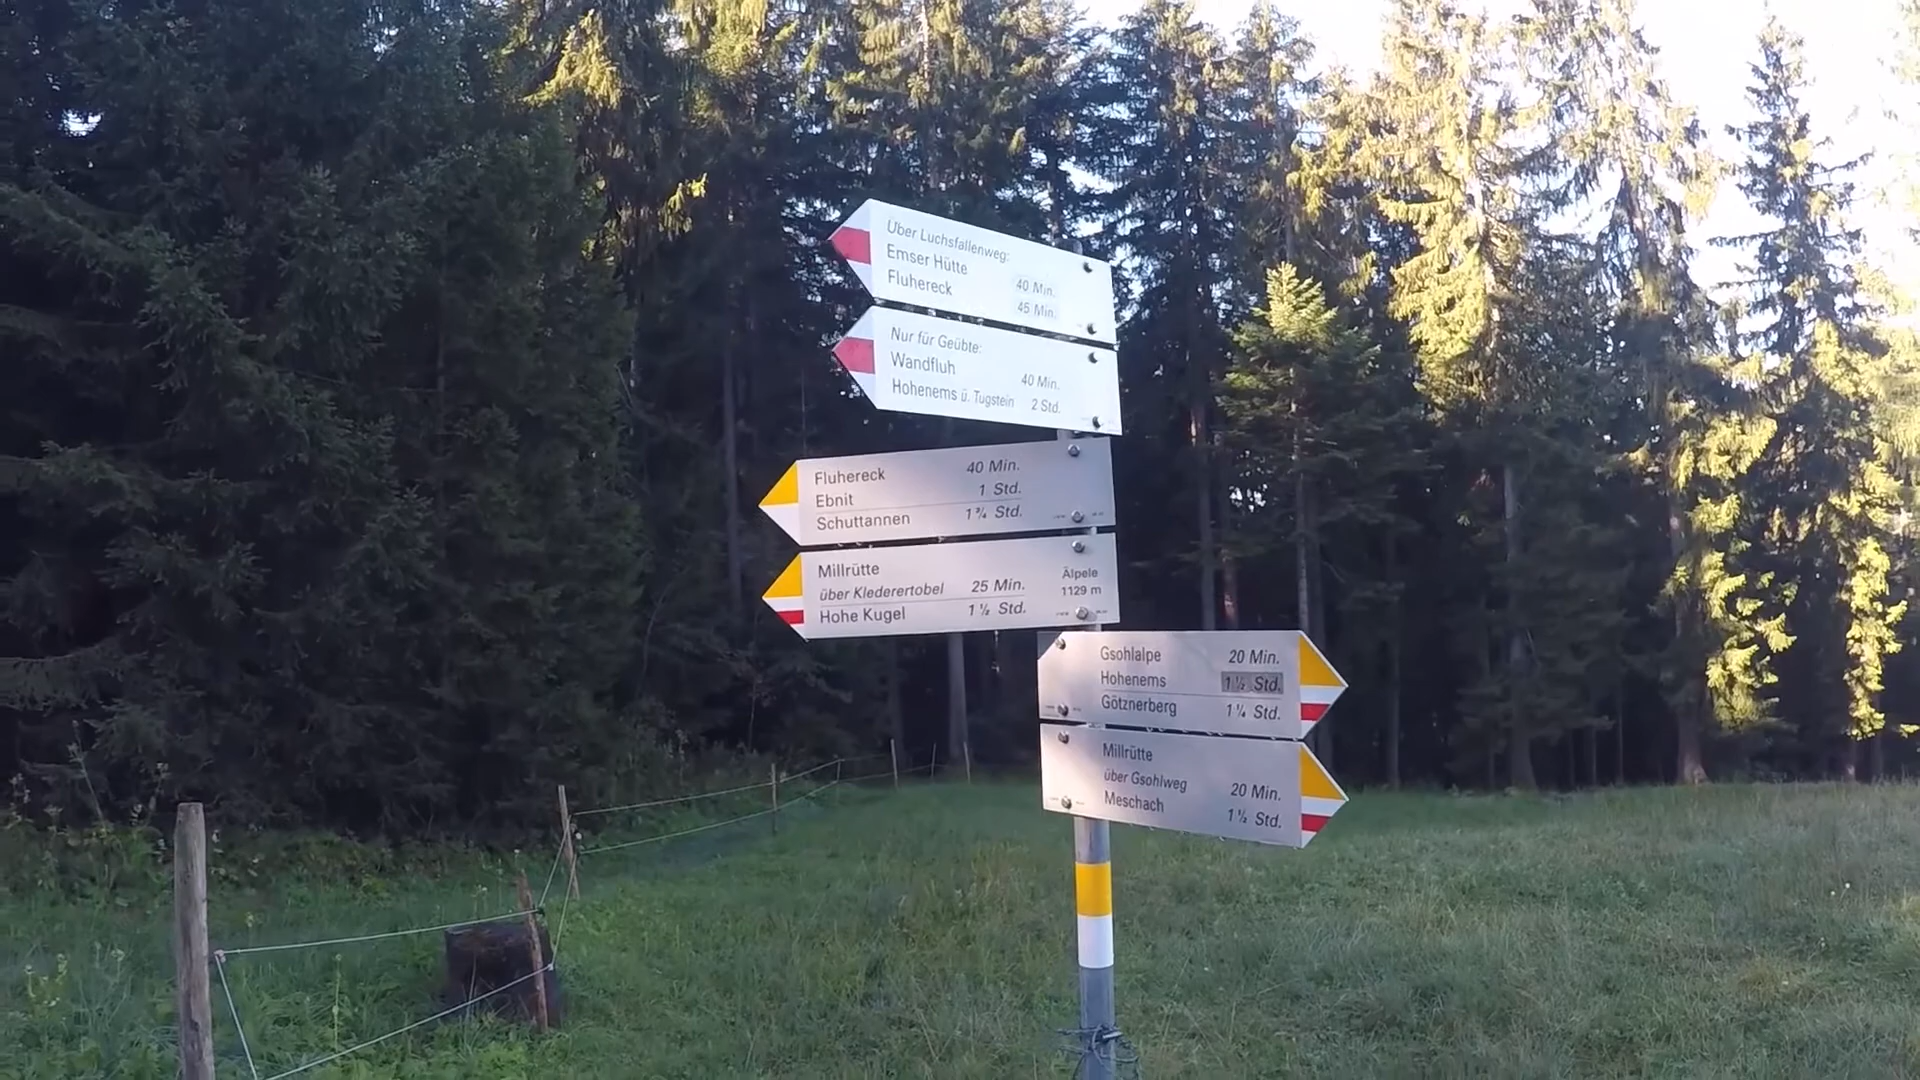 Über Luchsfallenweg:
Emser Hütte 40 Min.
Fluhereck 45 Min.
Nur für Geübte:
Wandfluh 40 Min.
Hohenems ü. Tugstein 2 Std.
Fluhereck 40 Min.
Ebnit 1 Std.
Schuttannen 1 ¾ Std.
Millrütte
über Klederertobel 25 Min.
Hohe Kugel 1 ½ Std.
Älpele
1129 m
Gsohlalpe 20 Min.
Hohenems 1 ½ Std.
Götznerberg 1 ¼ Std.
Millrütte
über Gsohlweg 20 Min.
Meschach 1 ½ Std.